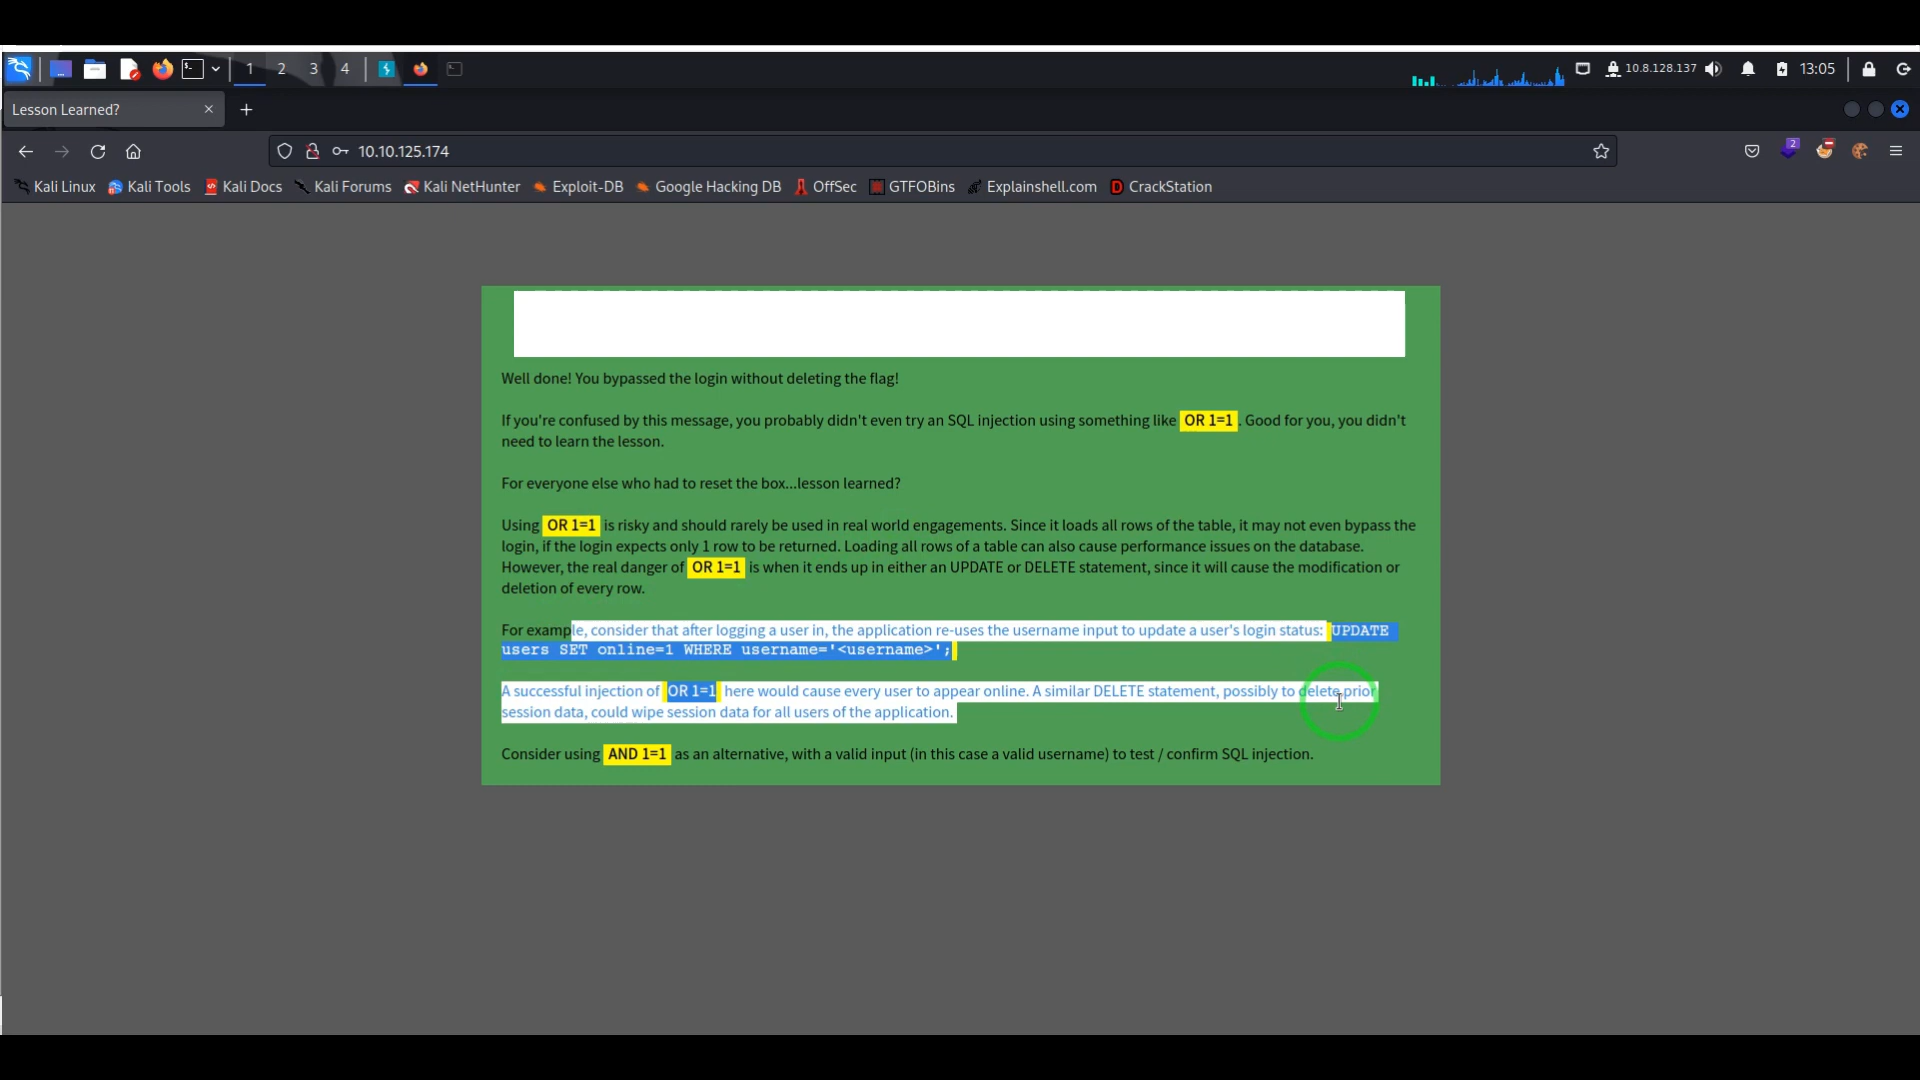 1 2 3 4 10.8.128.137 13:05
Lesson Learned?
10.10.125.174 2
Kali Linux Kali Tools Kali Docs Kali Forums Kali NetHunter Exploit-DB Google Hacking DB OffSec GTFOBins Explainshell.com CrackStation
Well done! You bypassed the login without deleting the flag!
If you're confused by this message, you probably didn't even try an SQL injection using something like OR 1=1 . Good for you, you didn't
need to learn the lesson.
For everyone else who had to reset the box...lesson learned?
Using OR 1=1 is risky and should rarely be used in real world engagements. Since it loads all rows of the table, it may not even bypass the
login, if the login expects only 1 row to be returned. Loading all rows of a table can also cause performance issues on the database.
However, the real danger of OR 1=1 is when it ends up in either an UPDATE or DELETE statement, since it will cause the modification or
deletion of every row.
For example, consider that after logging a user in, the application re-uses the username input to update a user's login status: UPDATE
users SET online=1 WHERE username='<username>';
A successful injection of OR 1=1 here would cause every user to appear online. A similar DELETE statement, possibly to delete prior
session data, could wipe session data for all users of the application.
Consider using AND 1=1 as an alternative, with a valid input (in this case a valid username) to test / confirm SQL injection.